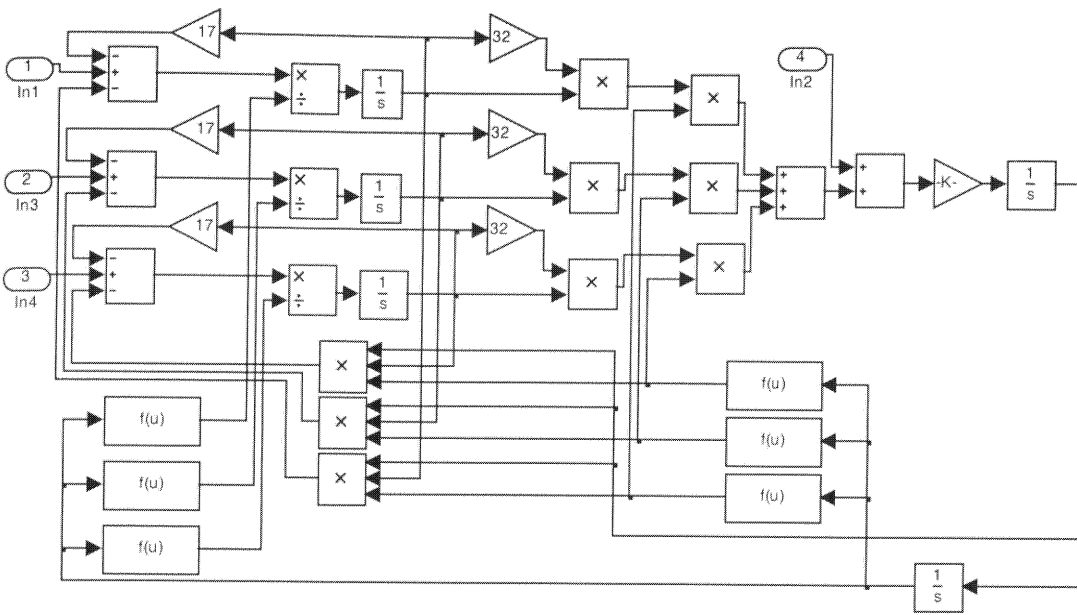 17
32
1
In1
−
+
−
×
÷
1
s
×
×
4
In2
17
32
2
In3
−
+
−
×
÷
1
s
×
×
+
+
+
+
+
-K-
1
s
17
32
3
In4
−
+
−
×
÷
1
s
×
×
×
f(u)
f(u)
×
f(u)
f(u)
×
f(u)
f(u)
1
s